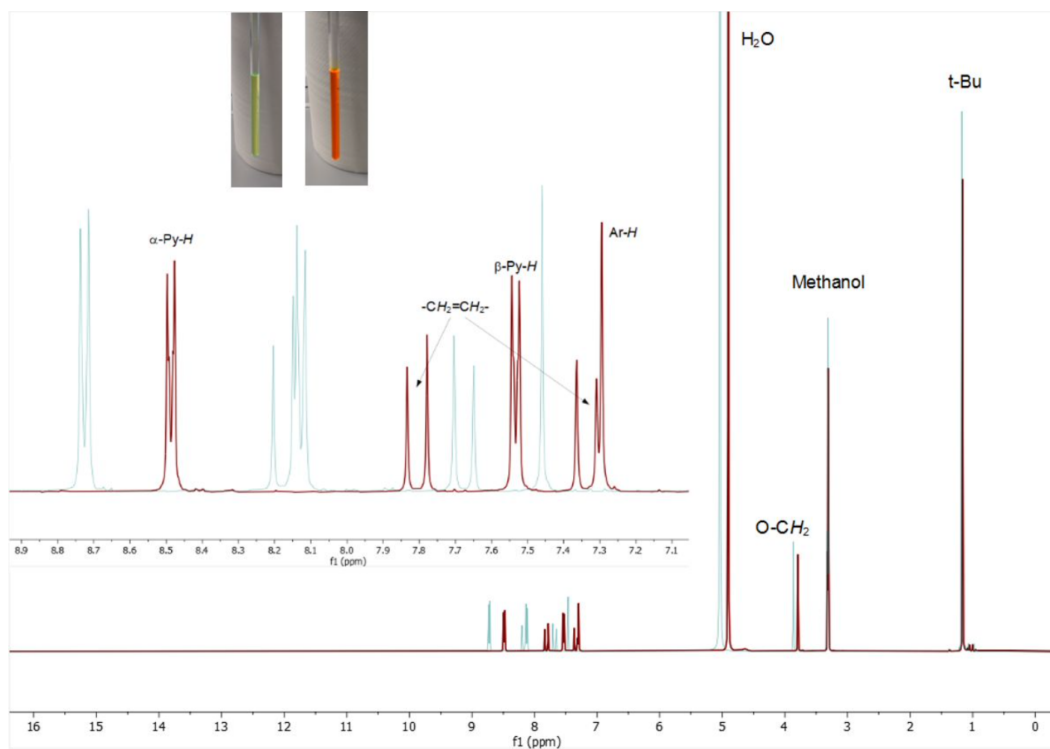 H₂O
t-Bu
α-Py-H
Ar-H
β-Py-H
-CH₂=CH₂-
Methanol
8.9 8.8 8.7 8.6 8.5 8.4 8.3 8.2 8.1 8.0 7.9 7.8 7.7 7.6 7.5 7.4 7.3 7.2 7.1
f1 (ppm)
O-CH₂
16 15 14 13 12 11 10 9 8 7 6 5 4 3 2 1 0
f1 (ppm)